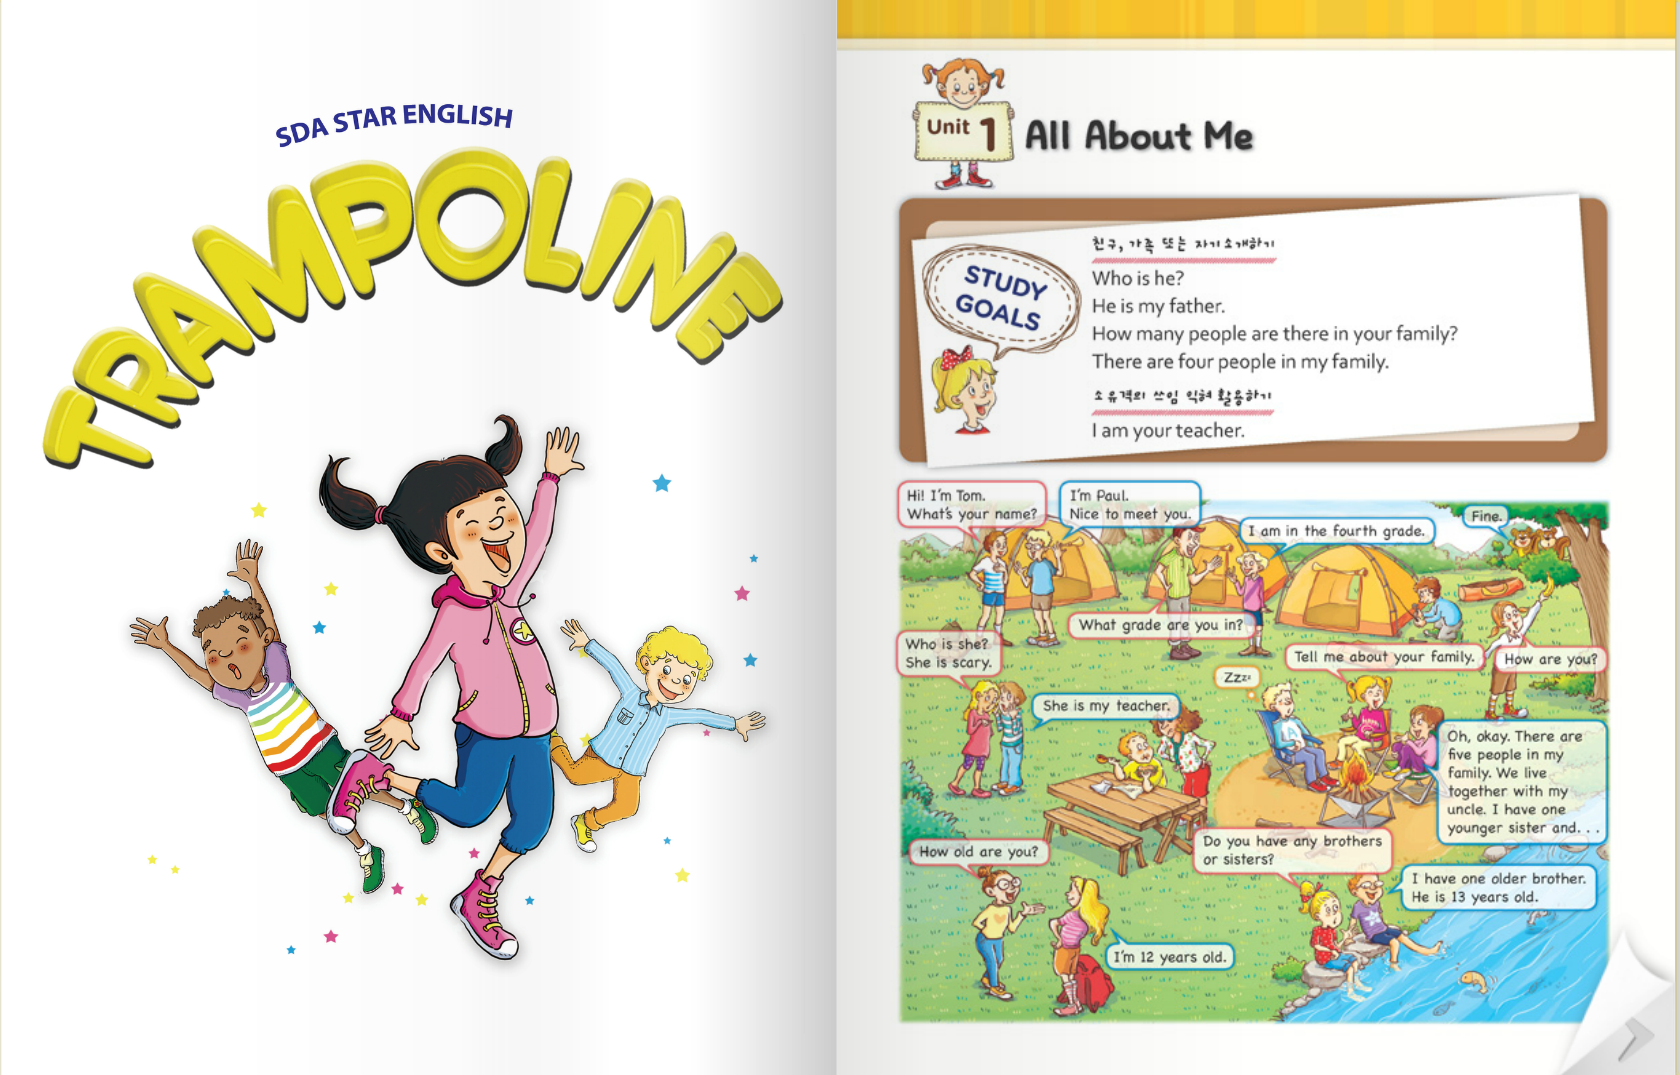 SDA STAR ENGLISH
TRAMPOLINE
Unit 1
All About Me
STUDY
GOALS
친구, 가족 또는 자기소개하기
Who is he?
He is my father.
How many people are there in your family?
There are four people in my family.
소유격의 쓰임 익혀 활용하기
I am your teacher.
Hi! I'm Tom.
What's your name?
I'm Paul.
Nice to meet you.
I am in the fourth grade.
Fine.
What grade are you in?
Who is she?
She is scary.
Tell me about your family.
How are you?
Zzzz
She is my teacher.
Oh, okay. There are
five people in my
family. We live
together with my
uncle. I have one
younger sister and. . .
How old are you?
Do you have any brothers
or sisters?
I have one older brother.
He is 13 years old.
I'm 12 years old.